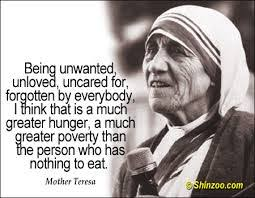 Being unwanted,
unloved, uncared for,
forgotten by everybody,
I think that is a much
greater hunger, a much
greater poverty than
the person who has
nothing to eat.
Mother Teresa
© Shinzoo.com